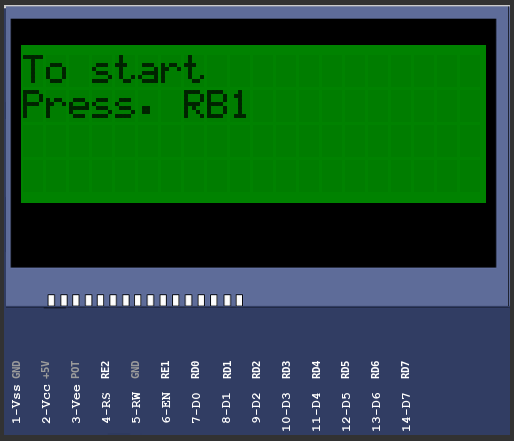 To start
Press. RB1
1-Vss GND
2-Vcc +5V
3-Vee POT
4-RS RE2
5-RW GND
6-EN RE1
7-D0 RD0
8-D1 RD1
9-D2 RD2
10-D3 RD3
11-D4 RD4
12-D5 RD5
13-D6 RD6
14-D7 RD7